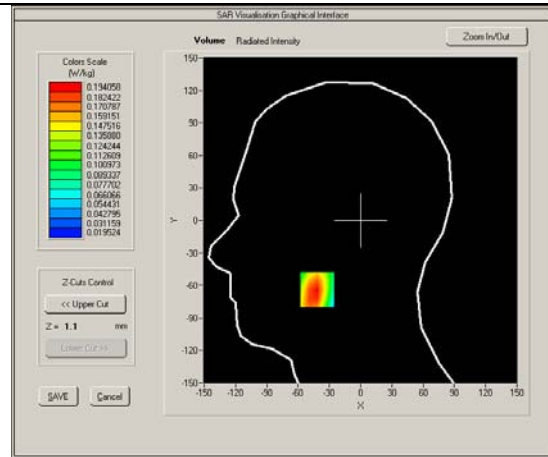 SAR Visualisation Graphical Interface
Volume Radiated Intensity
Zoom In/Out
Colors Scale
(W/kg)
0.194058
0.182422
0.170787
0.159151
0.147516
0.135880
0.124244
0.112609
0.100973
0.089337
0.077702
0.066066
0.054431
0.042795
0.031159
0.019524
Z-Cuts Control
<< Upper Cut
Z = 1.1 mm
Lower Cut >>
SAVE Cancel
150
120
90
60
30
0
-30
-60
-90
-120
-150
Y
-150 -120 -90 -60 -30 0 30 60 90 120 150
X